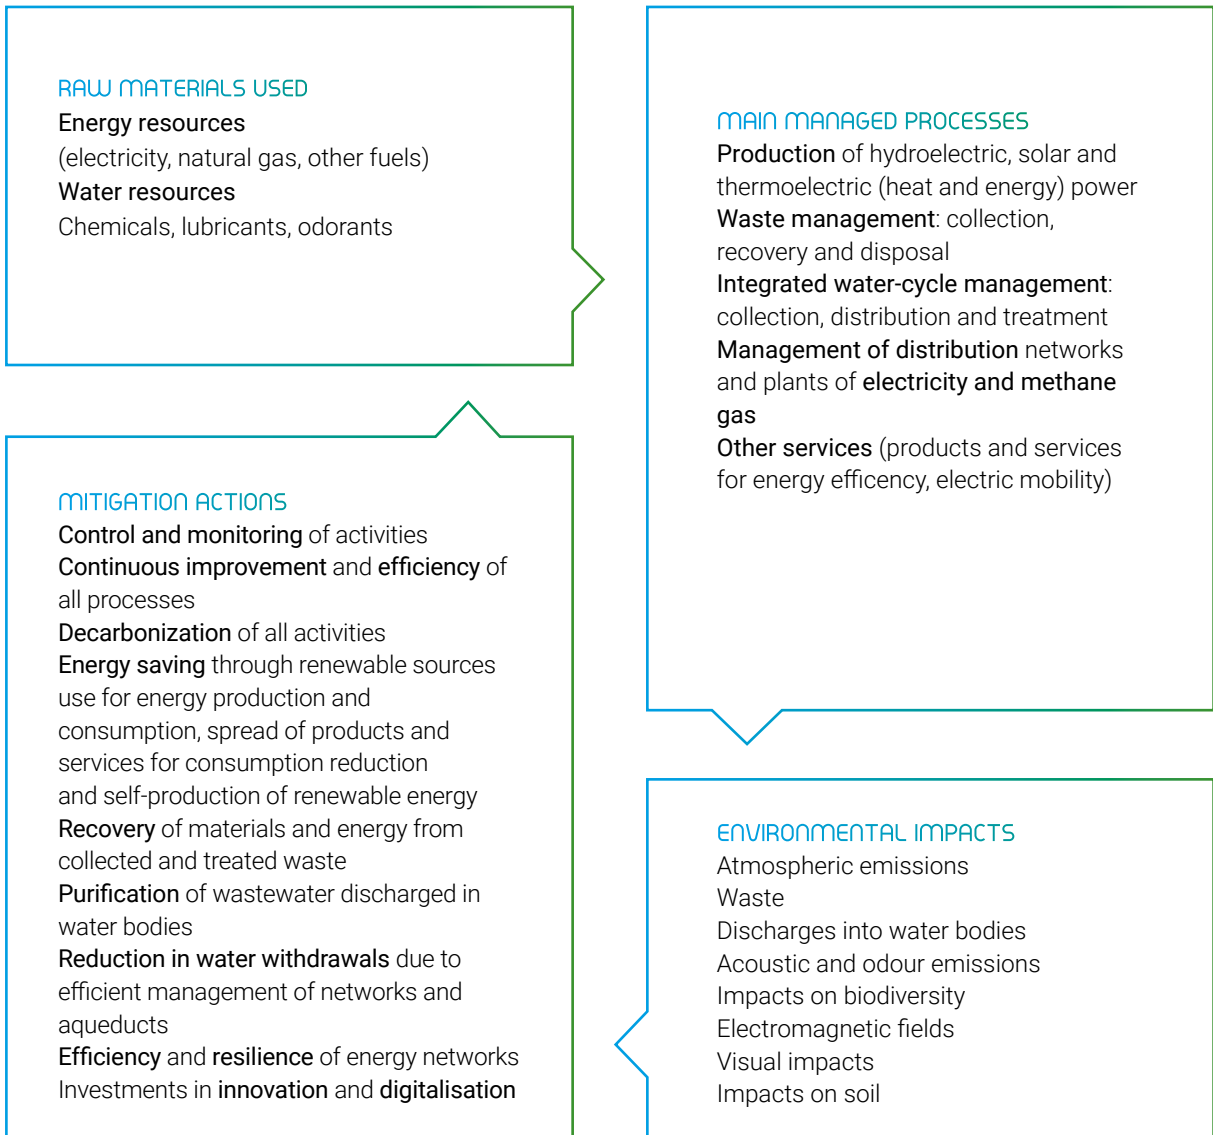 RAW MATERIALS USED
Energy resources
(electricity, natural gas, other fuels)
Water resources
Chemicals, lubricants, odorants
MAIN MANAGED PROCESSES
Production of hydroelectric, solar and
thermoelectric (heat and energy) power
Waste management: collection,
recovery and disposal
Integrated water-cycle management:
collection, distribution and treatment
Management of distribution networks
and plants of electricity and methane
gas
Other services (products and services
for energy efficency, electric mobility)
MITIGATION ACTIONS
Control and monitoring of activities
Continuous improvement and efficiency of
all processes
Decarbonization of all activities
Energy saving through renewable sources
use for energy production and
consumption, spread of products and
services for consumption reduction
and self-production of renewable energy
Recovery of materials and energy from
collected and treated waste
Purification of wastewater discharged in
water bodies
Reduction in water withdrawals due to
efficient management of networks and
aqueducts
Efficiency and resilience of energy networks
Investments in innovation and digitalisation
ENVIRONMENTAL IMPACTS
Atmospheric emissions
Waste
Discharges into water bodies
Acoustic and odour emissions
Impacts on biodiversity
Electromagnetic fields
Visual impacts
Impacts on soil